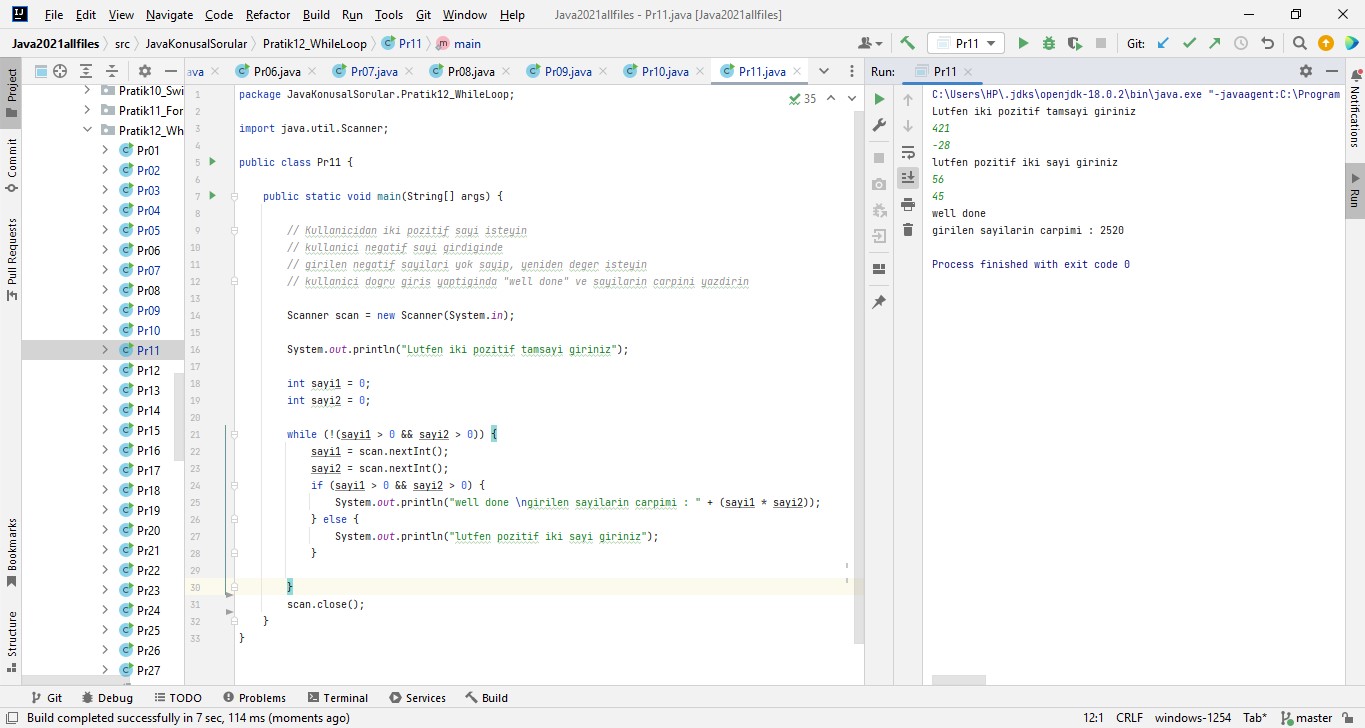 File Edit View Navigate Code Refactor Build Run Tools Git Window Help Java2021allfiles - Pr11.java [Java2021allfiles]
Java2021allfiles src JavaKonusalSorular Pratik12_WhileLoop Pr11 main Pr11 Git:
ava Pr06.java Pr07.java Pr08.java Pr09.java Pr10.java Pr11.java
Run: Pr11
Project
Commit
Pull Requests
Bookmarks
Structure
Pratik10_Swi
Pratik11_For
Pratik12_Wh
Pr01
Pr02
Pr03
Pr04
Pr05
Pr06
Pr07
Pr08
Pr09
Pr10
Pr11
Pr12
Pr13
Pr14
Pr15
Pr16
Pr17
Pr18
Pr19
Pr20
Pr21
Pr22
Pr23
Pr24
Pr25
Pr26
Pr27
35
1 package JavaKonusalSorular.Pratik12_WhileLoop;
2
3 import java.util.Scanner;
4
5 public class Pr11 {
6
7 public static void main(String[] args) {
8
9 // Kullanicidan iki pozitif sayi isteyin
10 // kullanici negatif sayi girdiginde
11 // girilen negatif sayilari yok sayip, yeniden deger isteyin
12 // kullanici dogru giris yaptiginda "well done" ve sayilarin carpini yazdirin
13
14 Scanner scan = new Scanner(System.in);
15
16 System.out.println("Lutfen iki pozitif tamsayi giriniz");
17
18 int sayi1 = 0;
19 int sayi2 = 0;
20
21 while (!(sayi1 > 0 && sayi2 > 0)) {
22 sayi1 = scan.nextInt();
23 sayi2 = scan.nextInt();
24 if (sayi1 > 0 && sayi2 > 0) {
25 System.out.println("well done \ngirilen sayilarin carpimi : " + (sayi1 * sayi2));
26 } else {
27 System.out.println("lutfen pozitif iki sayi giriniz");
28 }
29
30 }
31 scan.close();
32 }
33 }
C:\Users\HP\.jdks\openjdk-18.0.2\bin\java.exe "-javaagent:C:\Program
Lutfen iki pozitif tamsayi giriniz
421
-28
lutfen pozitif iki sayi giriniz
56
45
well done
girilen sayilarin carpimi : 2520
Process finished with exit code 0
Notifications
Run
Git Debug TODO Problems Terminal Services Build
Build completed successfully in 7 sec, 114 ms (moments ago) 12:1 CRLF windows-1254 Tab* master